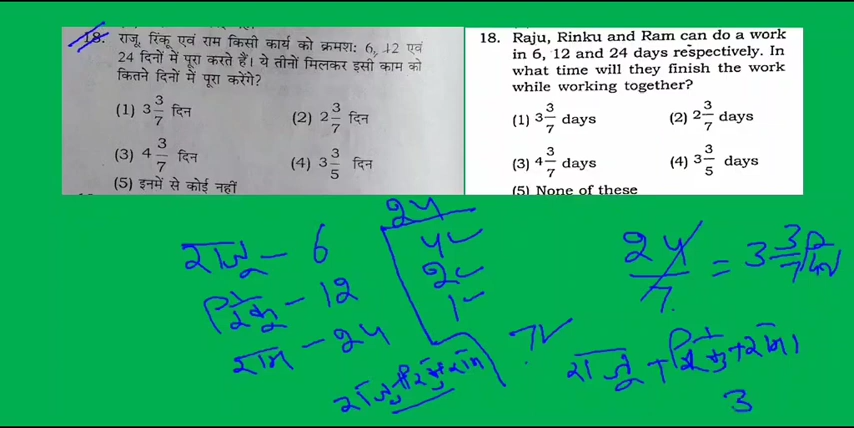 18. राजू, रिंकू एवं राम किसी कार्य को क्रमश: 6, 12 एवं
24 दिनों में पूरा करते हैं। ये तीनों मिलकर इसी काम को
कितने दिनों में पूरा करेंगे?
(1) 3 3/7 दिन (2) 2 3/7 दिन
(3) 4 3/7 दिन (4) 3 3/5 दिन
(5) इनमें से कोई नहीं
18. Raju, Rinku and Ram can do a work
in 6, 12 and 24 days respectively. In
what time will they finish the work
while working together?
(1) 3 3/7 days (2) 2 3/7 days
(3) 4 3/7 days (4) 3 3/5 days
(5) None of these
24
राजू – 6 4
रिंकू – 12 2
राम – 24 1
राजू+रिंकू+राम 7
24/7 = 3 3/7 दिन
राजू + रिंकू + राम
3